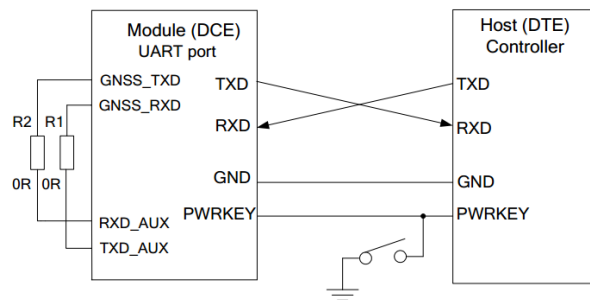 Module (DCE)
UART port
Host (DTE)
Controller
GNSS_TXD
GNSS_RXD
TXD
TXD
R2
R1
RXD
RXD
0R
0R
GND
GND
RXD_AUX
PWRKEY
PWRKEY
TXD_AUX